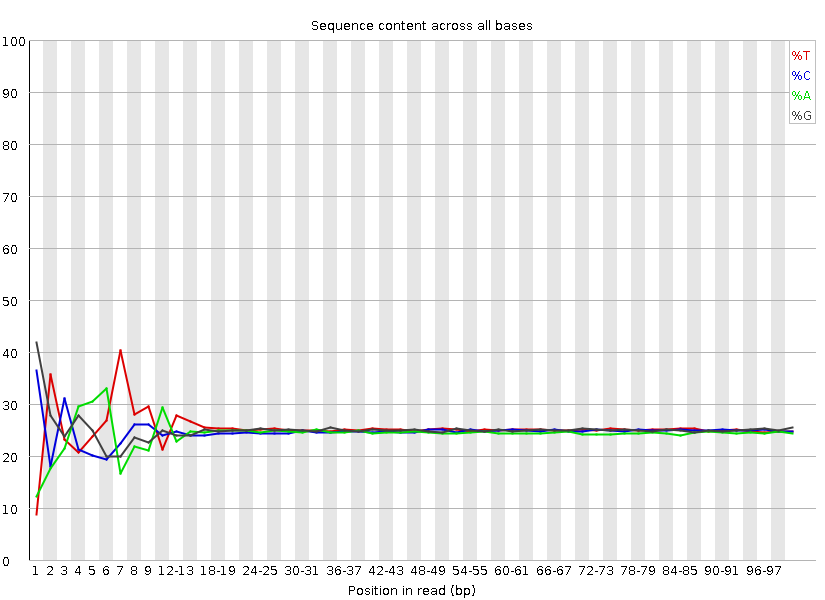 Sequence content across all bases
100
90
80
70
60
50
40
30
20
10
0
%T
%C
%A
%G
1 2 3 4 5 6 7 8 9 12-13 18-19 24-25 30-31 36-37 42-43 48-49 54-55 60-61 66-67 72-73 78-79 84-85 90-91 96-97
Position in read (bp)